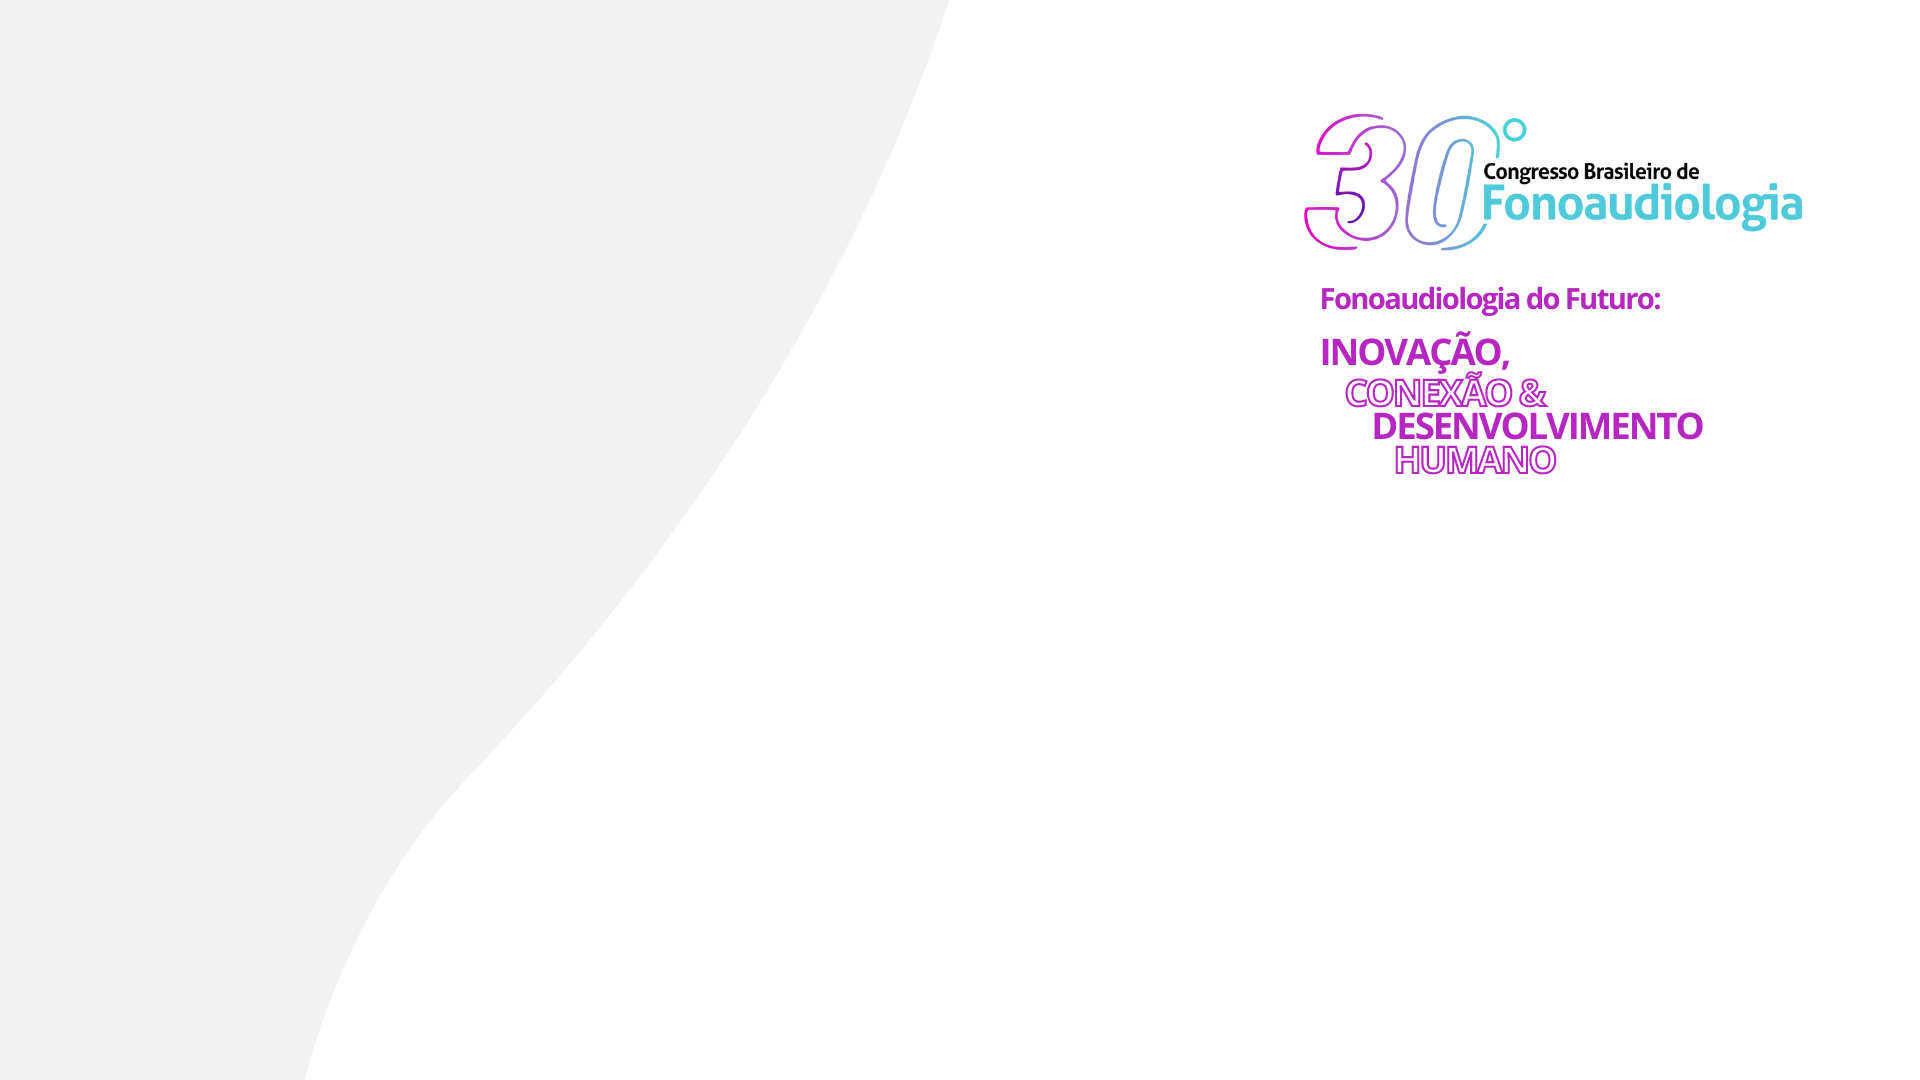 30°
Congresso Brasileiro de
Fonoaudiologia
Fonoaudiologia do Futuro:
INOVAÇÃO,
CONEXÃO &
DESENVOLVIMENTO
HUMANO